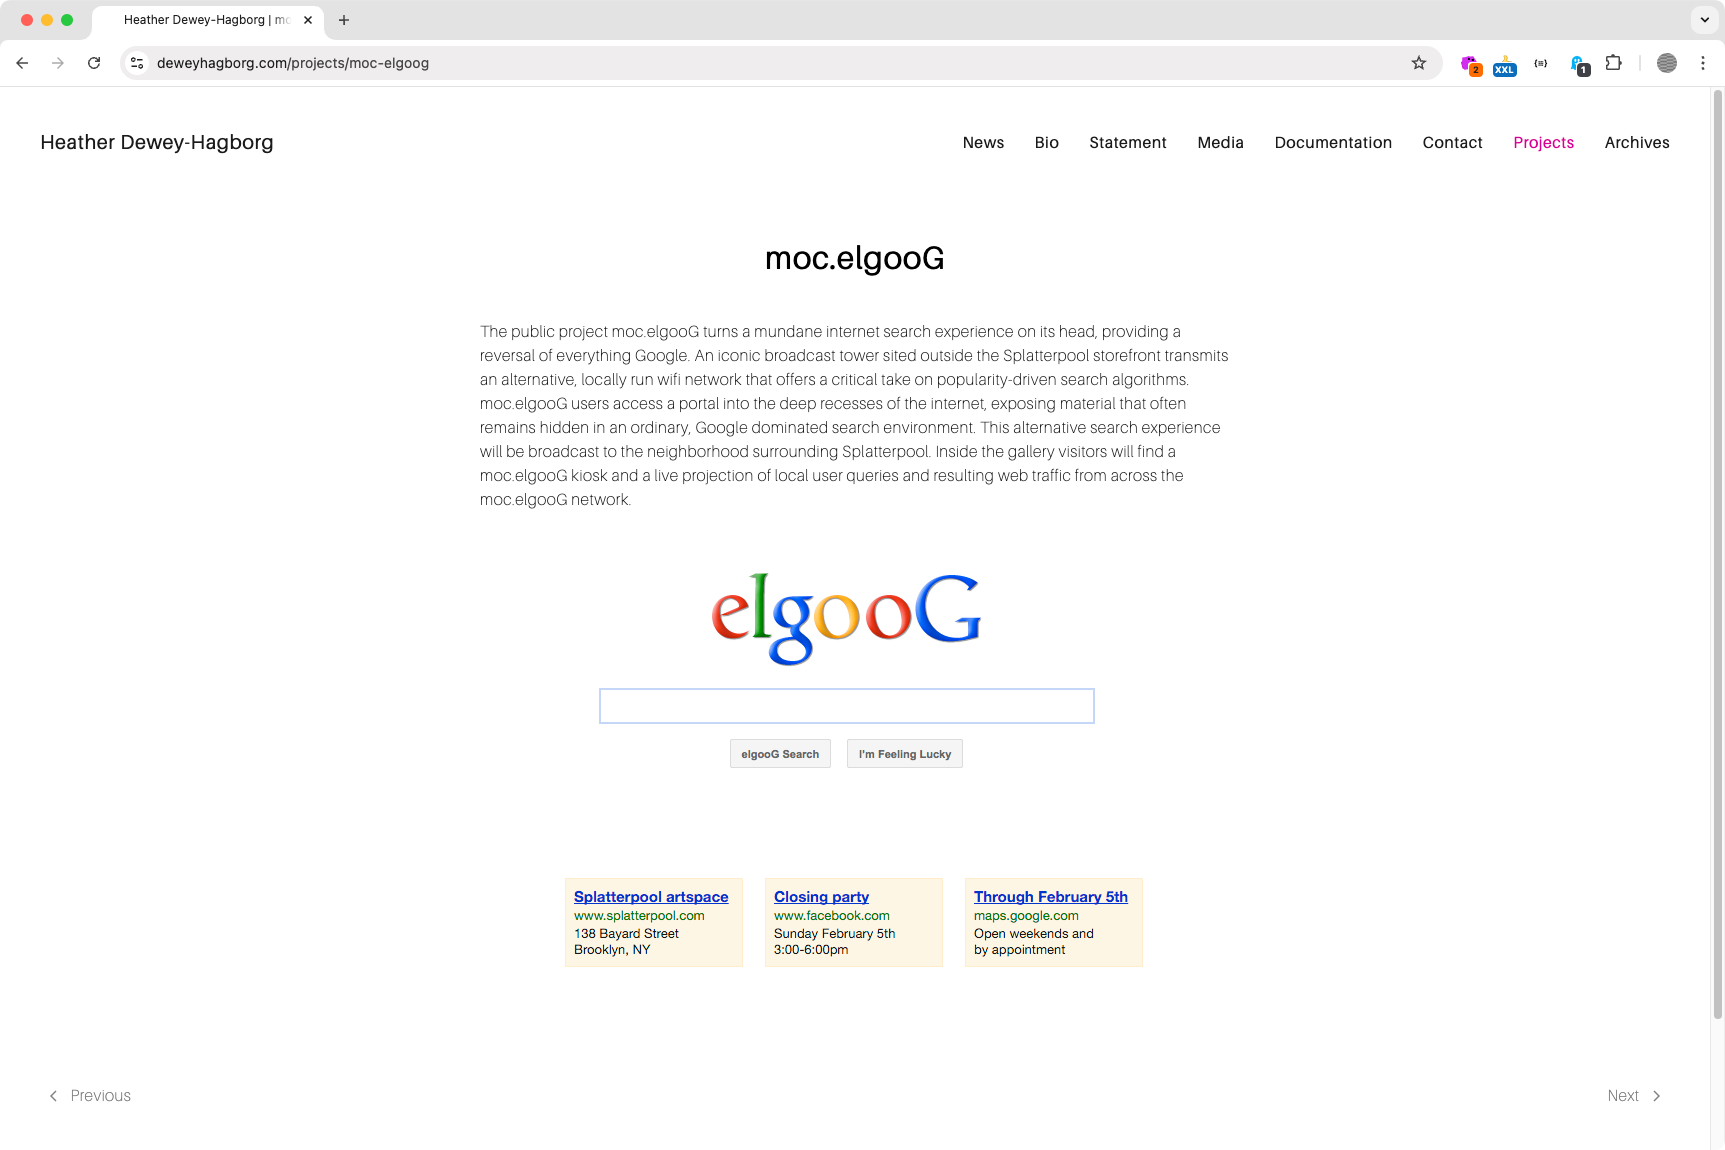 Heather Dewey-Hagborg | mo
deweyhagborg.com/projects/moc-elgoog
2
XXL
1
Heather Dewey-Hagborg
News Bio Statement Media Documentation Contact Projects Archives
moc.elgooG
The public project moc.elgooG turns a mundane internet search experience on its head, providing a
reversal of everything Google. An iconic broadcast tower sited outside the Splatterpool storefront transmits
an alternative, locally run wifi network that offers a critical take on popularity-driven search algorithms.
moc.elgooG users access a portal into the deep recesses of the internet, exposing material that often
remains hidden in an ordinary, Google dominated search environment. This alternative search experience
will be broadcast to the neighborhood surrounding Splatterpool. Inside the gallery visitors will find a
moc.elgooG kiosk and a live projection of local user queries and resulting web traffic from across the
moc.elgooG network.
elgooG
elgooG Search
I'm Feeling Lucky
Splatterpool artspace
www.splatterpool.com
138 Bayard Street
Brooklyn, NY
Closing party
www.facebook.com
Sunday February 5th
3:00-6:00pm
Through February 5th
maps.google.com
Open weekends and
by appointment
Previous
Next